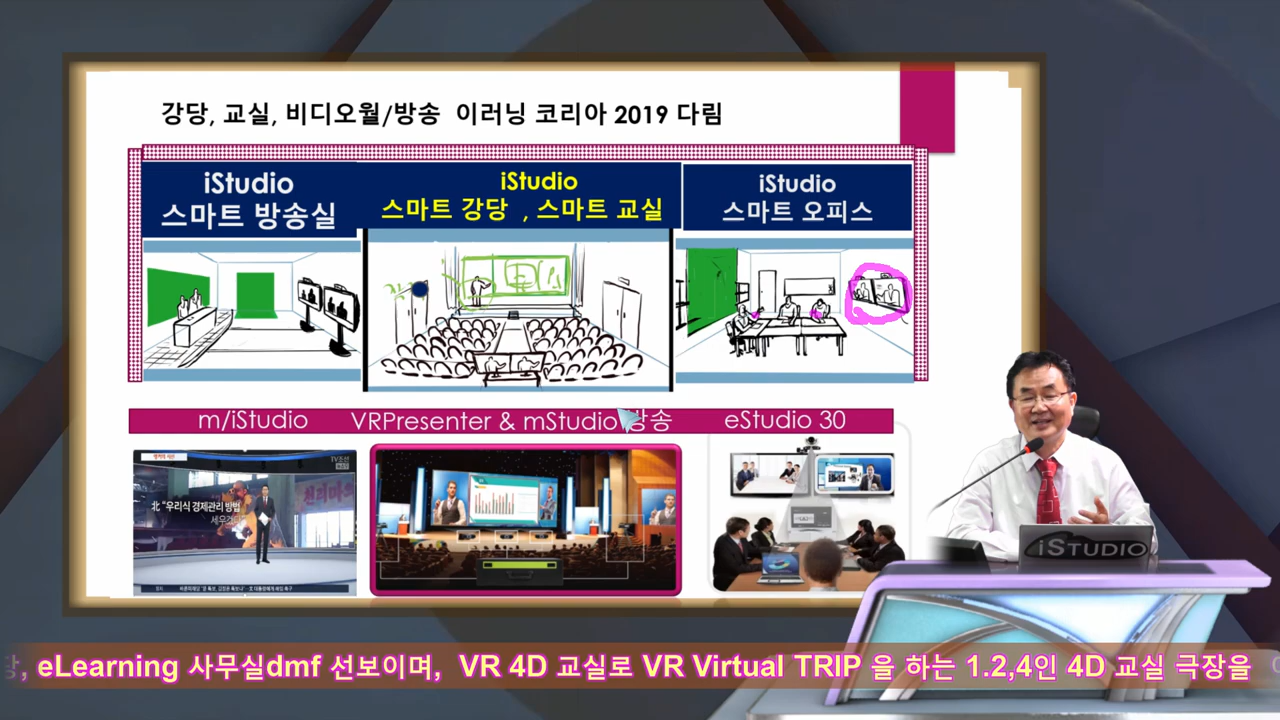 강당, 교실, 비디오월/방송 이러닝 코리아 2019 다림
iStudio
스마트 방송실
iStudio
스마트 강당 , 스마트 교실
iStudio
스마트 오피스
m/iStudio
VRPresenter & mStudio 방송
eStudio 30
TV조선
北 “우리식 경제관리 방법”
iSTUDIO
, eLearning 사무실dmf 선보이며, VR 4D 교실로 VR Virtual TRIP 을 하는 1.2,4인 4D 교실 극장을